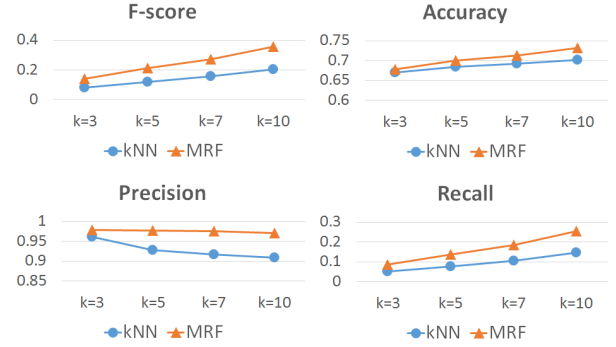 F-score
0.4
0.2
0
k=3 k=5 k=7 k=10
kNN MRF
Accuracy
0.75
0.7
0.65
0.6
k=3 k=5 k=7 k=10
kNN MRF
Precision
1
0.95
0.9
0.85
k=3 k=5 k=7 k=10
kNN MRF
Recall
0.3
0.2
0.1
0
k=3 k=5 k=7 k=10
kNN MRF